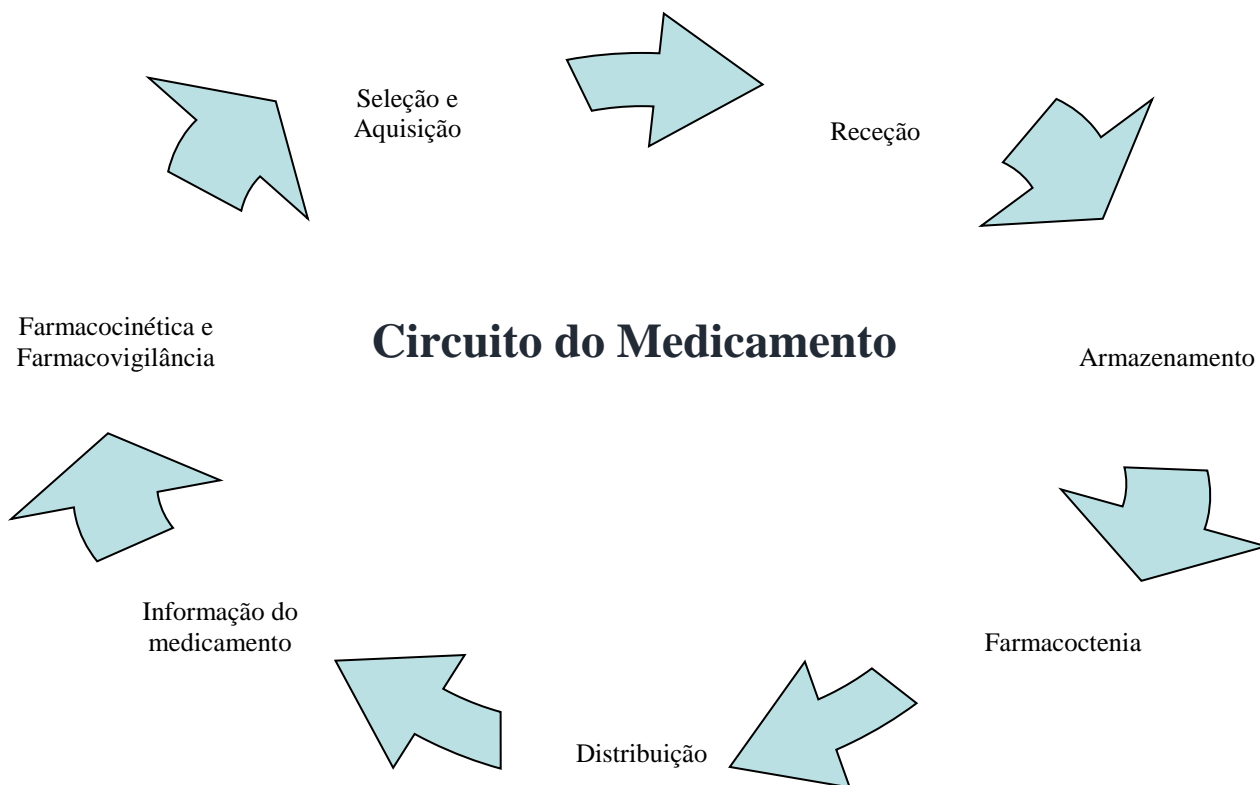 Seleção e
Aquisição
Receção
Farmacocinética e
Farmacovigilância
Circuito do Medicamento
Armazenamento
Informação do
medicamento
Farmacoctenia
Distribuição